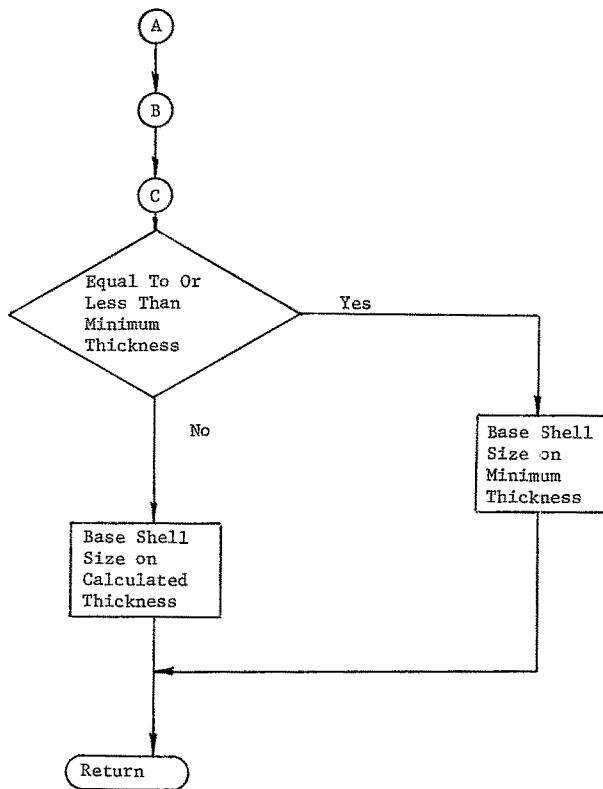 A
B
C
Equal To Or
Less Than
Minimum
Thickness
Yes
No
Base Shell
Size on
Minimum
Thickness
Base Shell
Size on
Calculated
Thickness
Return